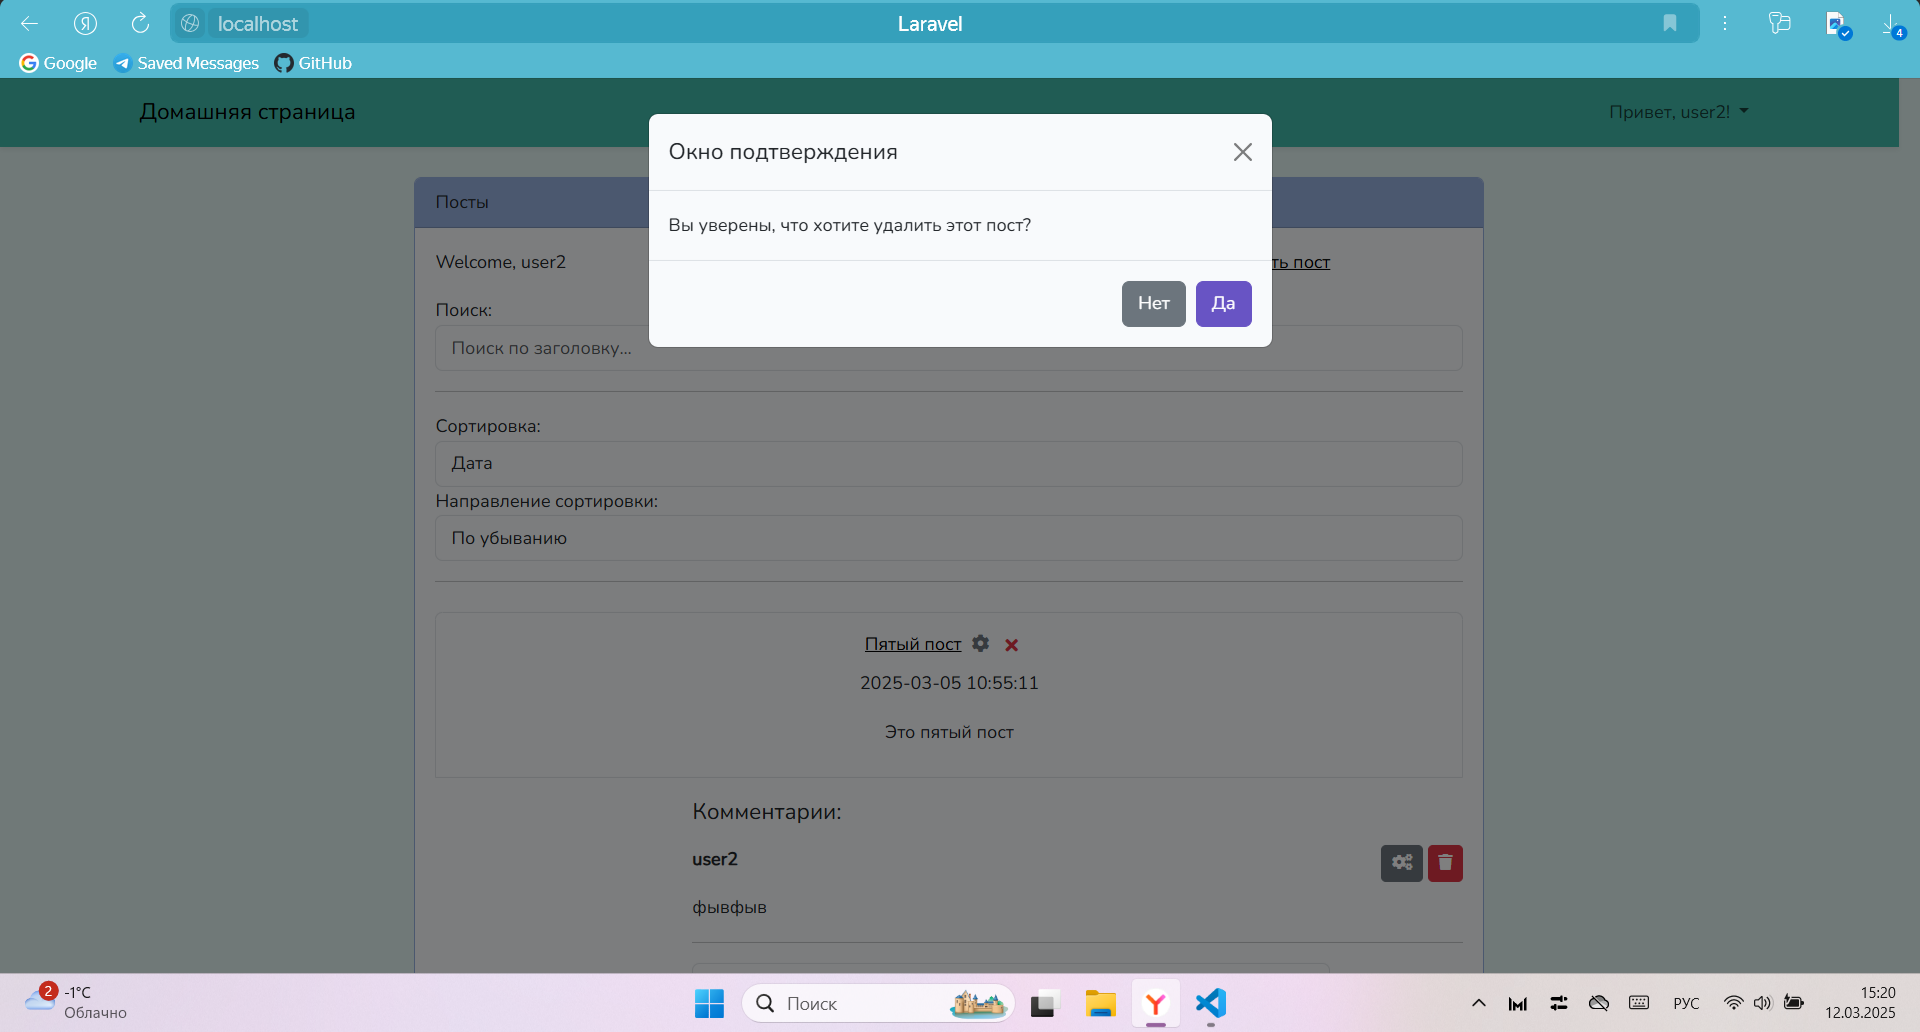 localhost
Laravel
4
Google
Saved Messages
GitHub
Домашняя страница
Привет, user2!
Окно подтверждения
Вы уверены, что хотите удалить этот пост?
Нет
Да
Посты
Welcome, user2
ть пост
Поиск:
Поиск по заголовку...
Сортировка:
Дата
Направление сортировки:
По убыванию
Пятый пост
2025-03-05 10:55:11
Это пятый пост
Комментарии:
user2
фывфыв
2
-1°C
Облачно
Поиск
РУС
15:20
12.03.2025